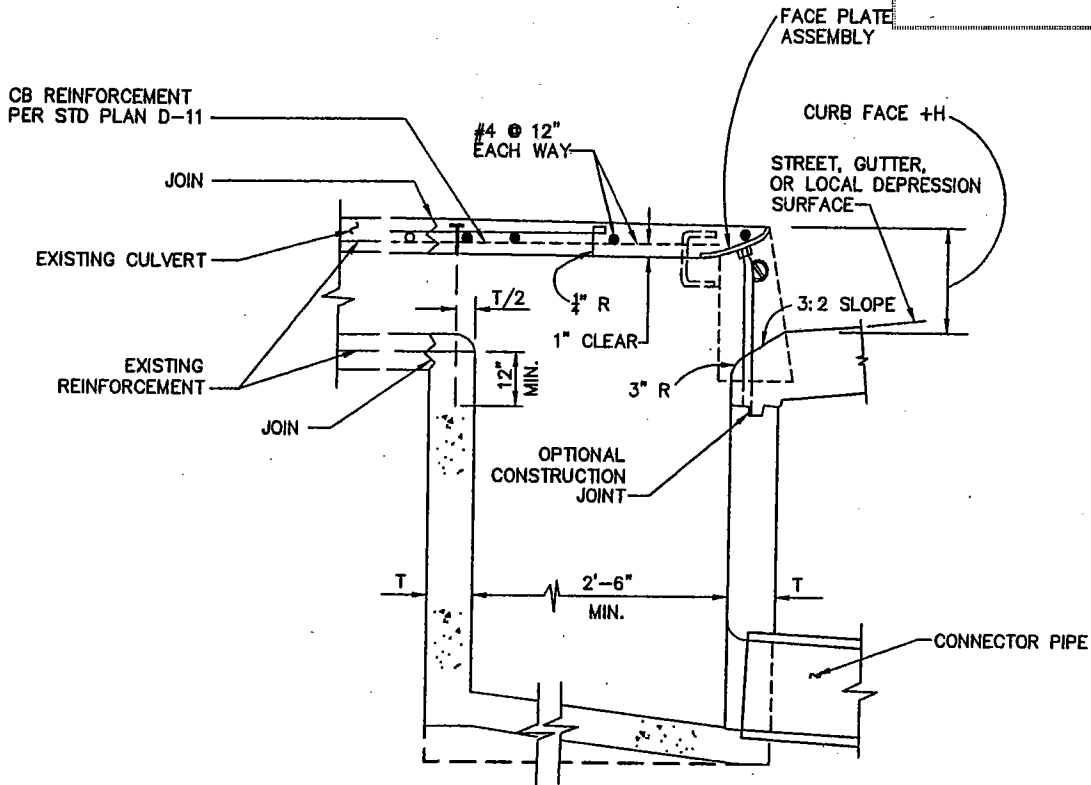 FACE PLATE
ASSEMBLY
CB REINFORCEMENT
PER STD PLAN D-11
#4 @ 12"
EACH WAY
CURB FACE +H
JOIN
STREET, GUTTER,
OR LOCAL DEPRESSION
SURFACE
EXISTING CULVERT
T/2
1/4" R
3:2 SLOPE
1" CLEAR
EXISTING
REINFORCEMENT
12"
MIN.
3" R
JOIN
OPTIONAL
CONSTRUCTION
JOINT
T
2'-6"
MIN.
T
CONNECTOR PIPE